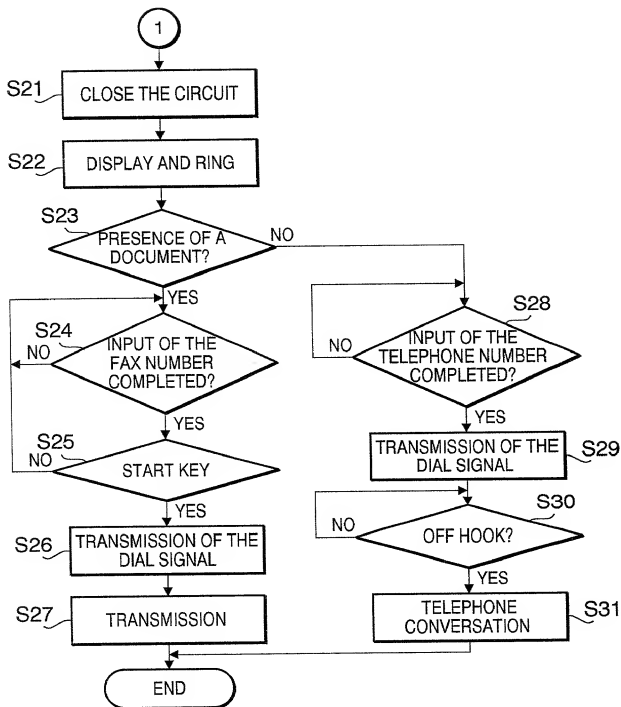 1
S21
CLOSE THE CIRCUIT
S22
DISPLAY AND RING
S23
PRESENCE OF A
DOCUMENT?
NO
YES
S24
INPUT OF THE
FAX NUMBER
COMPLETED?
NO
YES
S25
START KEY
NO
YES
S26
TRANSMISSION OF THE
DIAL SIGNAL
S27
TRANSMISSION
END
S28
INPUT OF THE
TELEPHONE NUMBER
COMPLETED?
NO
YES
TRANSMISSION OF THE
DIAL SIGNAL
S29
S30
OFF HOOK?
NO
YES
TELEPHONE
CONVERSATION
S31